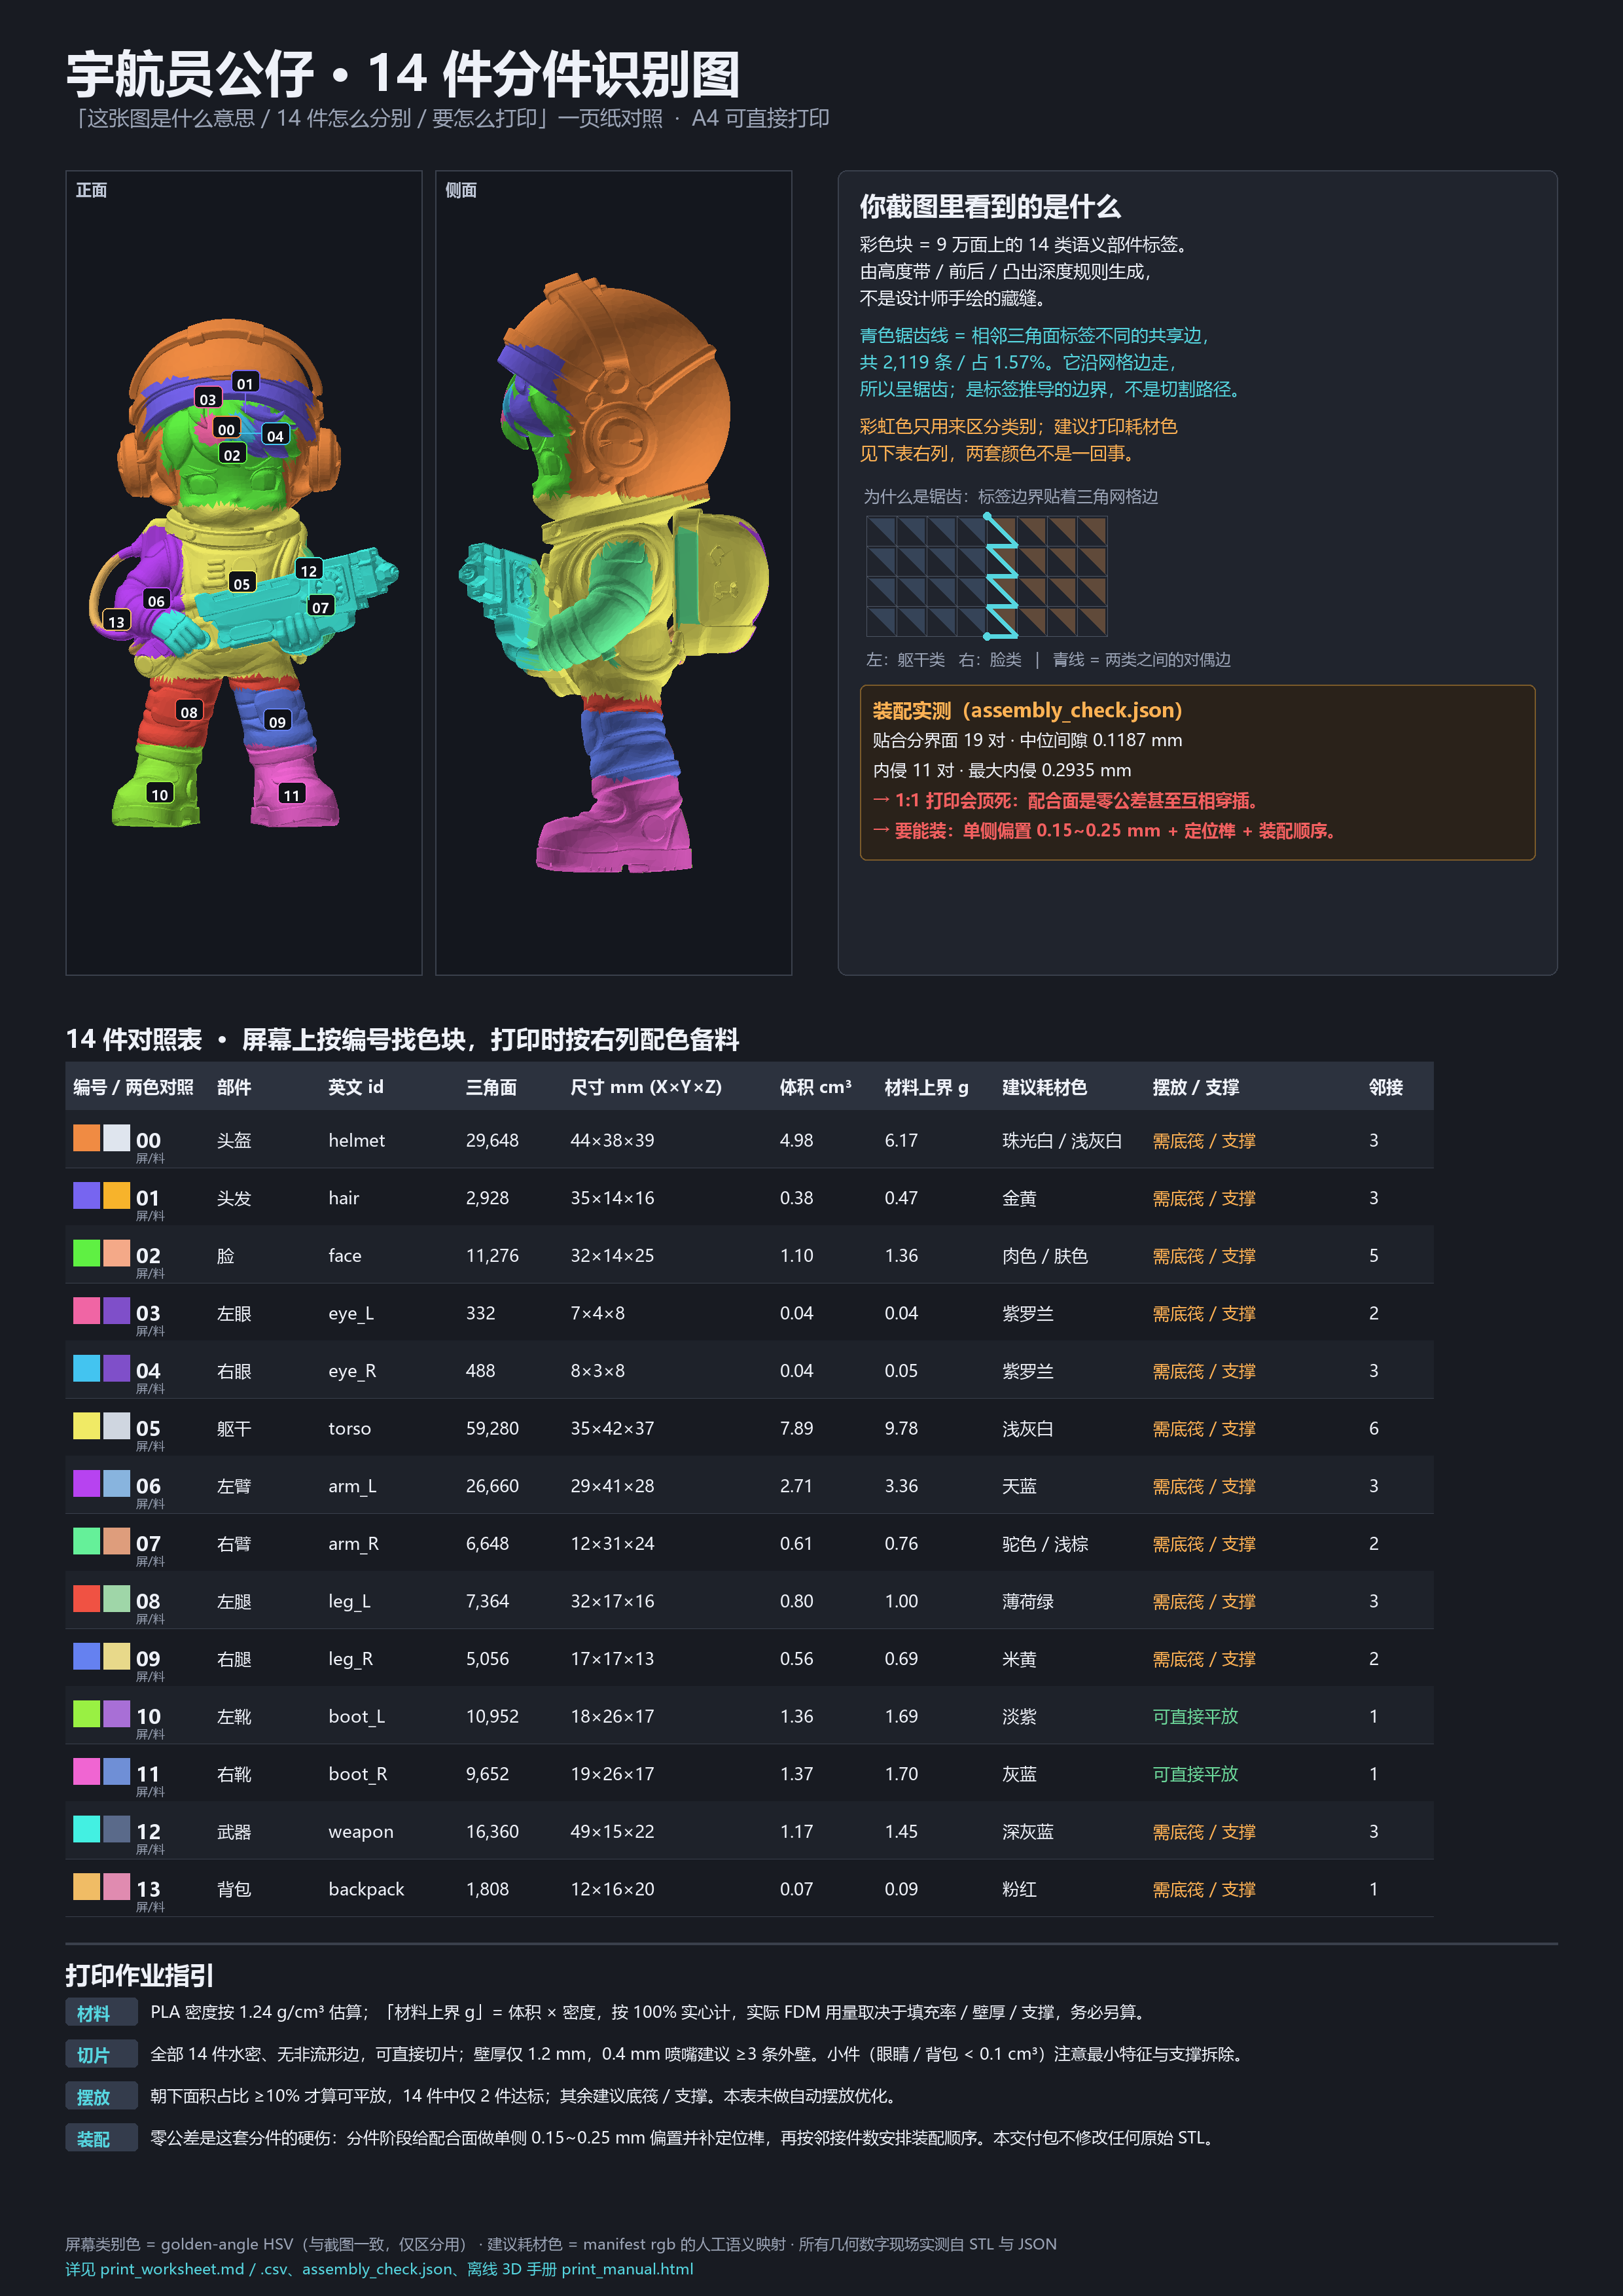 宇航员公仔 • 14 件分件识别图
「这张图是什么意思 / 14 件怎么分别 / 要怎么打印」一页纸对照 · A4 可直接打印
正面
01
03
00
04
02
12
05
07
06
13
08
09
10
11
侧面
你截图里看到的是什么
彩色块 = 9 万面上的 14 类语义部件标签。
由高度带 / 前后 / 凸出深度规则生成，
不是设计师手绘的藏缝。
青色锯齿线 = 相邻三角面标签不同的共享边，
共 2,119 条 / 占 1.57%。它沿网格边走，
所以呈锯齿；是标签推导的边界，不是切割路径。
彩虹色只用来区分类别；建议打印耗材色
见下表右列，两套颜色不是一回事。
为什么是锯齿：标签边界贴着三角网格边
左：躯干类 右：脸类 | 青线 = 两类之间的对偶边
装配实测（assembly_check.json）
贴合分界面 19 对 · 中位间隙 0.1187 mm
内侵 11 对 · 最大内侵 0.2935 mm
→ 1:1 打印会顶死：配合面是零公差甚至互相穿插。
→ 要能装：单侧偏置 0.15~0.25 mm + 定位榫 + 装配顺序。
14 件对照表 • 屏幕上按编号找色块，打印时按右列配色备料
编号 / 两色对照 部件 英文 id 三角面 尺寸 mm (X×Y×Z) 体积 cm³ 材料上界 g 建议耗材色 摆放 / 支撑 邻接
00 屏/料 头盔 helmet 29,648 44×38×39 4.98 6.17 珠光白 / 浅灰白 需底筏 / 支撑 3
01 屏/料 头发 hair 2,928 35×14×16 0.38 0.47 金黄 需底筏 / 支撑 3
02 屏/料 脸 face 11,276 32×14×25 1.10 1.36 肉色 / 肤色 需底筏 / 支撑 5
03 屏/料 左眼 eye_L 332 7×4×8 0.04 0.04 紫罗兰 需底筏 / 支撑 2
04 屏/料 右眼 eye_R 488 8×3×8 0.04 0.05 紫罗兰 需底筏 / 支撑 3
05 屏/料 躯干 torso 59,280 35×42×37 7.89 9.78 浅灰白 需底筏 / 支撑 6
06 屏/料 左臂 arm_L 26,660 29×41×28 2.71 3.36 天蓝 需底筏 / 支撑 3
07 屏/料 右臂 arm_R 6,648 12×31×24 0.61 0.76 驼色 / 浅棕 需底筏 / 支撑 2
08 屏/料 左腿 leg_L 7,364 32×17×16 0.80 1.00 薄荷绿 需底筏 / 支撑 3
09 屏/料 右腿 leg_R 5,056 17×17×13 0.56 0.69 米黄 需底筏 / 支撑 2
10 屏/料 左靴 boot_L 10,952 18×26×17 1.36 1.69 淡紫 可直接平放 1
11 屏/料 右靴 boot_R 9,652 19×26×17 1.37 1.70 灰蓝 可直接平放 1
12 屏/料 武器 weapon 16,360 49×15×22 1.17 1.45 深灰蓝 需底筏 / 支撑 3
13 屏/料 背包 backpack 1,808 12×16×20 0.07 0.09 粉红 需底筏 / 支撑 1
打印作业指引
材料 PLA 密度按 1.24 g/cm³ 估算；「材料上界 g」= 体积 × 密度，按 100% 实心计，实际 FDM 用量取决于填充率 / 壁厚 / 支撑，务必另算。
切片 全部 14 件水密、无非流形边，可直接切片；壁厚仅 1.2 mm，0.4 mm 喷嘴建议 ≥3 条外壁。小件（眼睛 / 背包 < 0.1 cm³）注意最小特征与支撑拆除。
摆放 朝下面积占比 ≥10% 才算可平放，14 件中仅 2 件达标；其余建议底筏 / 支撑。本表未做自动摆放优化。
装配 零公差是这套分件的硬伤：分件阶段给配合面做单侧 0.15~0.25 mm 偏置并补定位榫，再按邻接件数安排装配顺序。本交付包不修改任何原始 STL。
屏幕类别色 = golden-angle HSV（与截图一致，仅区分用） · 建议耗材色 = manifest rgb 的人工语义映射 · 所有几何数字现场实测自 STL 与 JSON
详见 print_worksheet.md / .csv、assembly_check.json、离线 3D 手册 print_manual.html